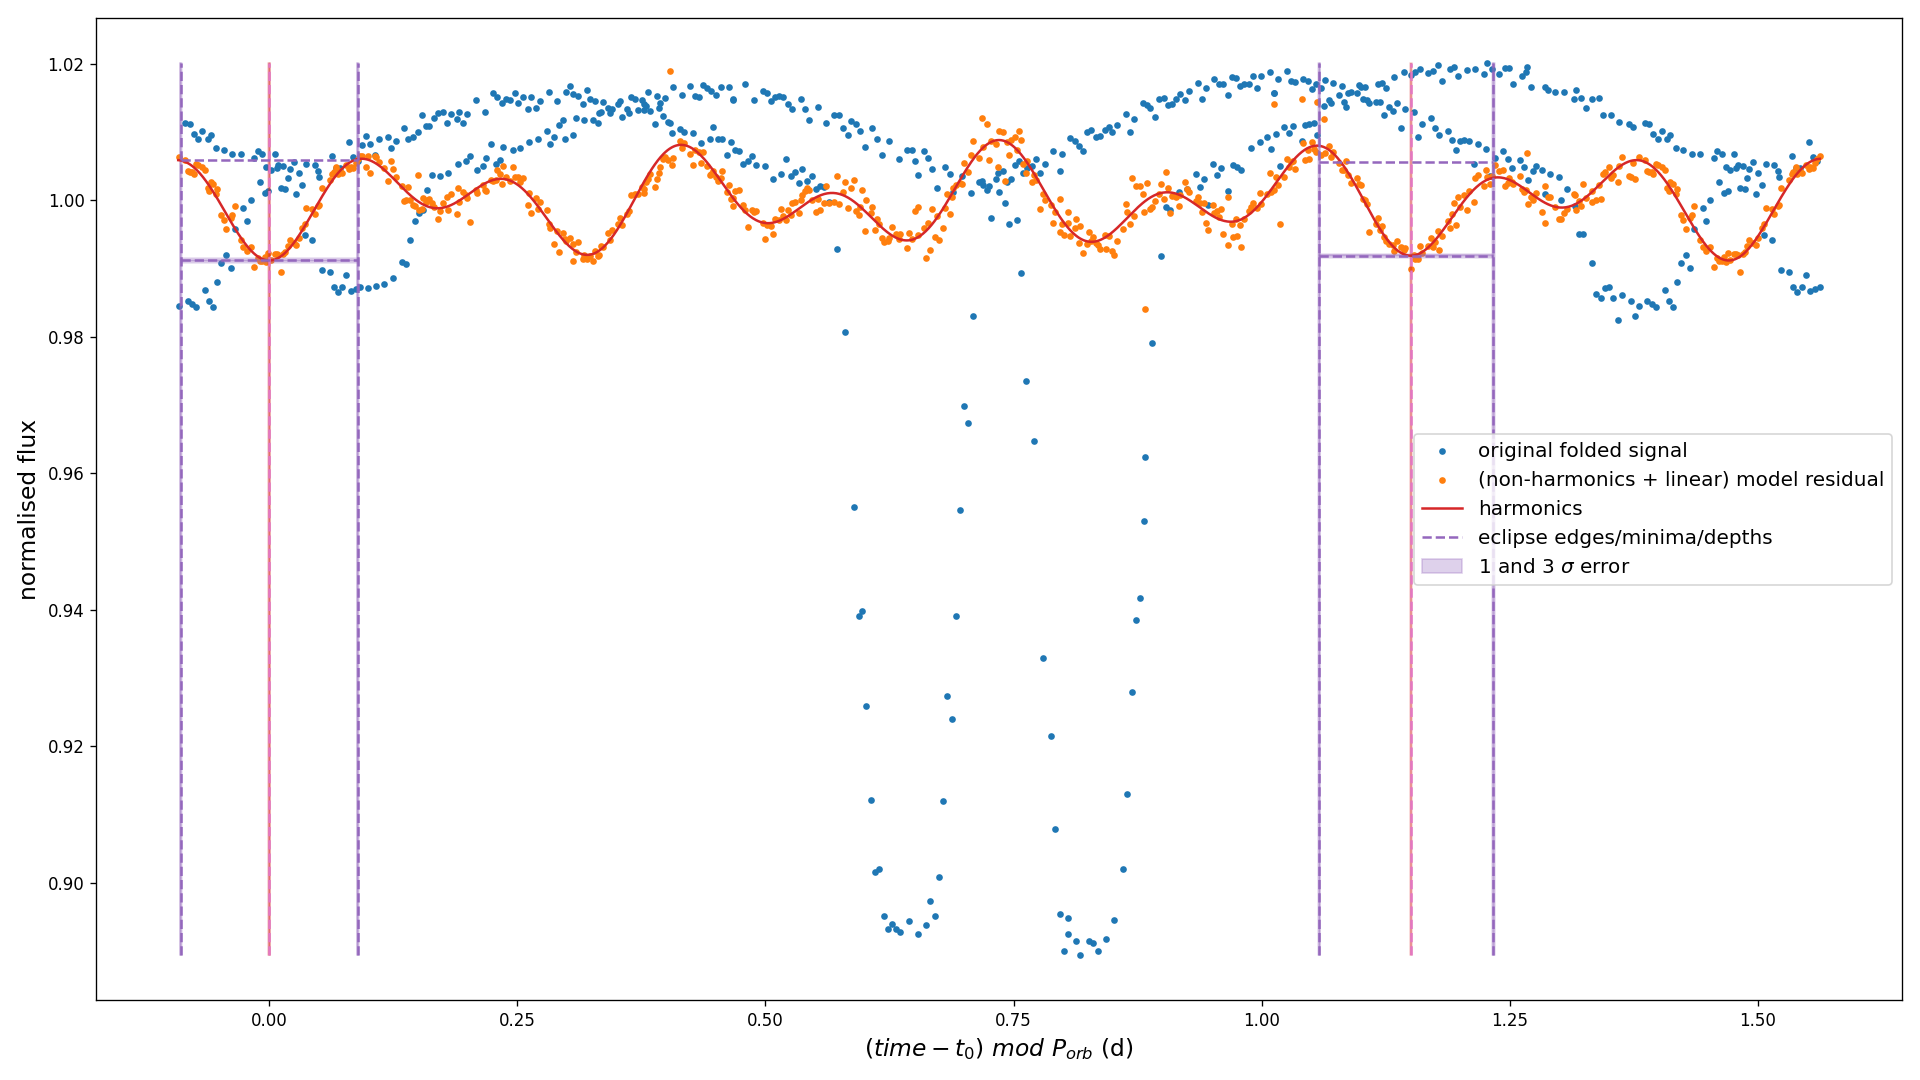 normalised flux
1.02
1.00
0.98
0.96
0.94
0.92
0.90
original folded signal
(non-harmonics + linear) model residual
harmonics
eclipse edges/minima/depths
1 and 3 σ error
0.00 0.25 0.50 0.75 1.00 1.25 1.50
(time − t₀) mod Pₒᵣb (d)